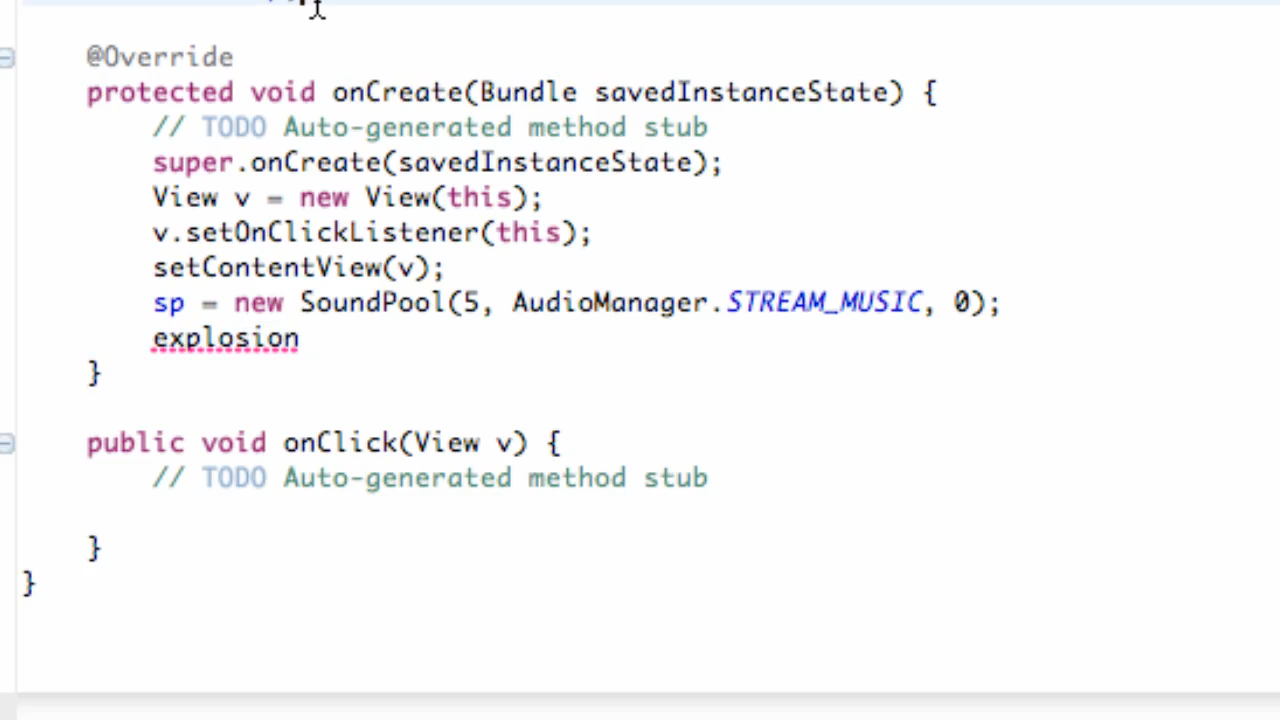 @Override
protected void onCreate(Bundle savedInstanceState) {
// TODO Auto-generated method stub
super.onCreate(savedInstanceState);
View v = new View(this);
v.setOnClickListener(this);
setContentView(v);
sp = new SoundPool(5, AudioManager.STREAM_MUSIC, 0);
explosion
}
public void onClick(View v) {
// TODO Auto-generated method stub
}
}